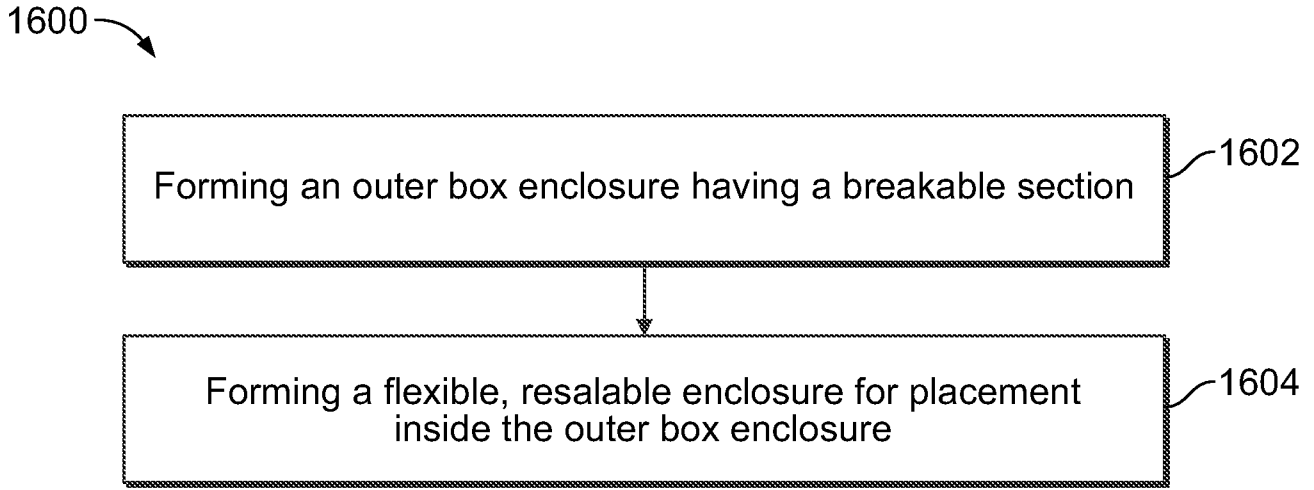 1600
Forming an outer box enclosure having a breakable section
1602
Forming a flexible, resalable enclosure for placement
inside the outer box enclosure
1604